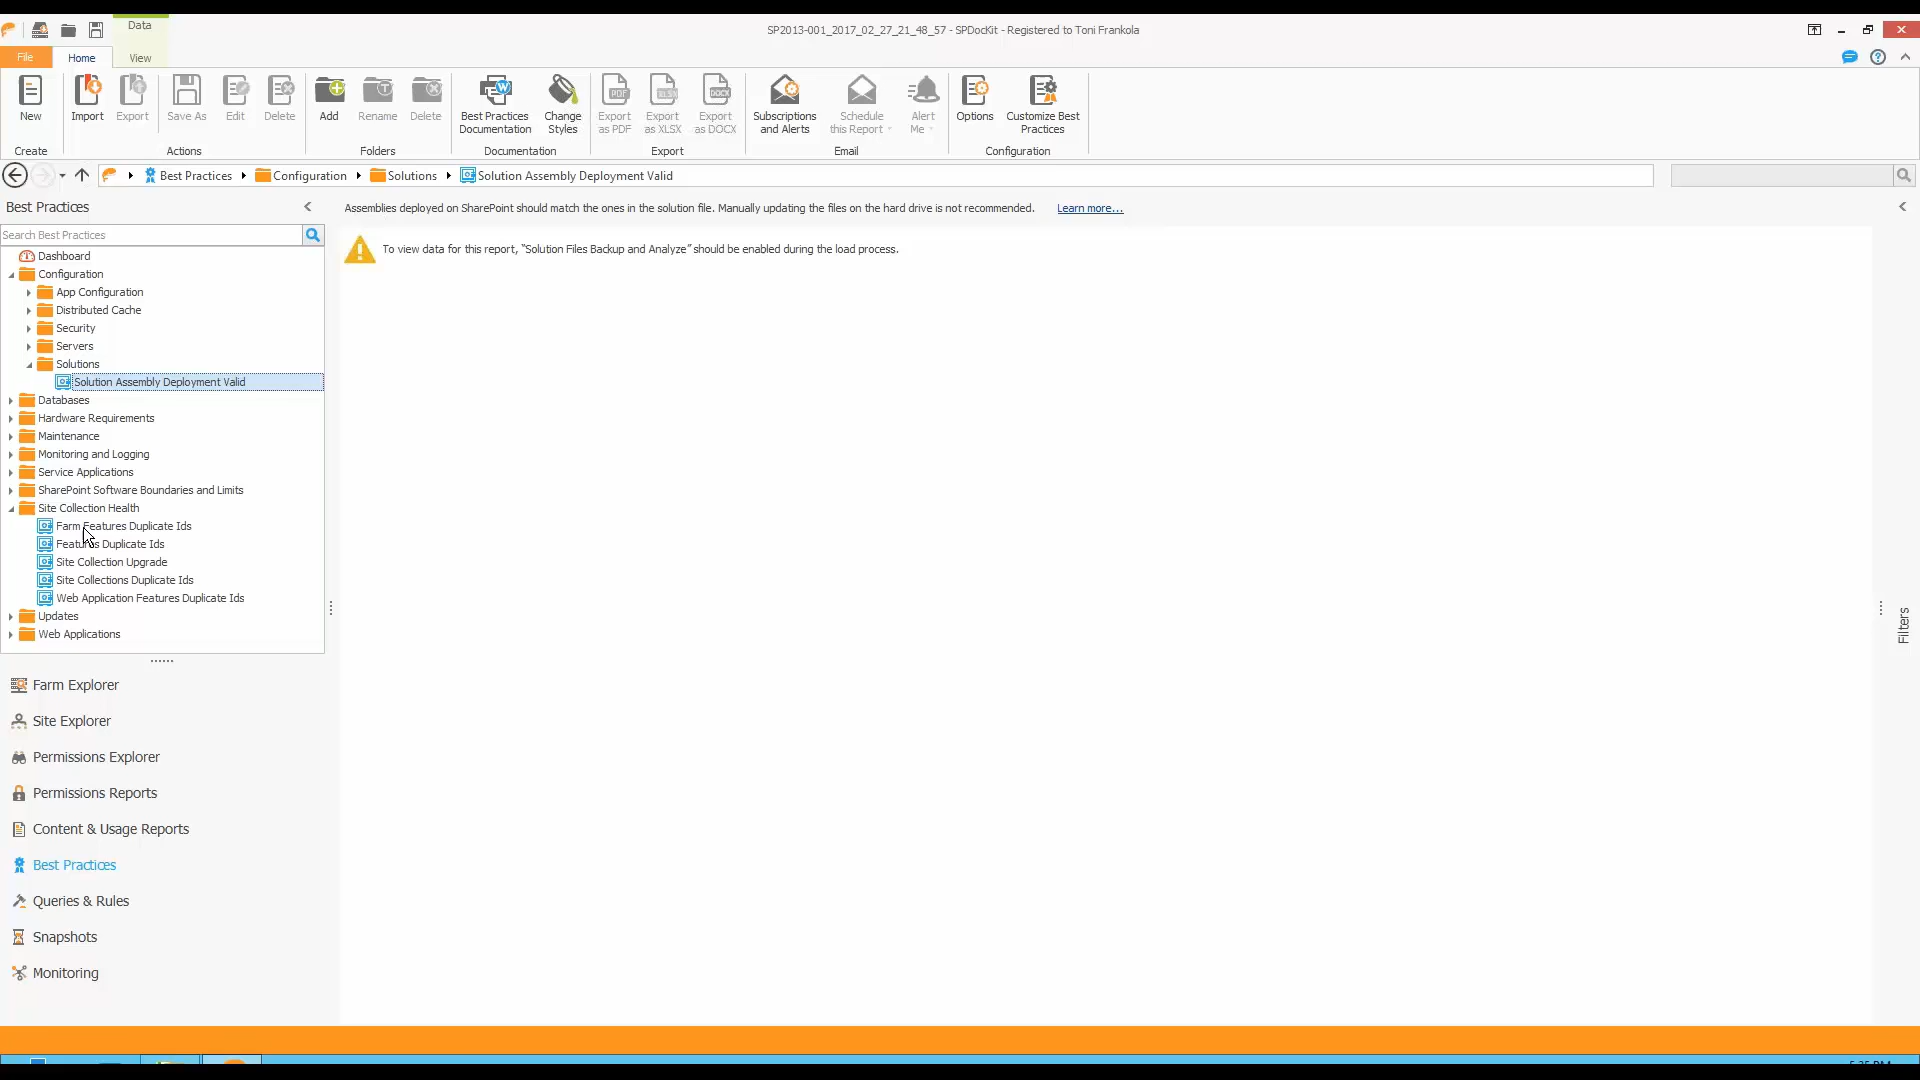 Data
SP2013-001_2017_02_27_21_48_57 - SPDocKit - Registered to Toni Frankola
File
Home
View
New
Import
Export
Save As
Edit
Delete
Add
Rename
Delete
Best Practices
Documentation
Change
Styles
Export
as PDF
Export
as XLSX
Export
as DOCX
Subscriptions
and Alerts
Schedule
this Report
Alert
Me
Options
Customize Best
Practices
Create
Actions
Folders
Documentation
Export
Email
Configuration
Best Practices
Configuration
Solutions
Solution Assembly Deployment Valid
Best Practices
Assemblies deployed on SharePoint should match the ones in the solution file. Manually updating the files on the hard drive is not recommended.
Learn more...
Search Best Practices
To view data for this report, "Solution Files Backup and Analyze" should be enabled during the load process.
Dashboard
Configuration
App Configuration
Distributed Cache
Security
Servers
Solutions
Solution Assembly Deployment Valid
Databases
Hardware Requirements
Maintenance
Monitoring and Logging
Service Applications
SharePoint Software Boundaries and Limits
Site Collection Health
Farm Features Duplicate Ids
Features Duplicate Ids
Site Collection Upgrade
Site Collections Duplicate Ids
Web Application Features Duplicate Ids
Updates
Web Applications
Filters
Farm Explorer
Site Explorer
Permissions Explorer
Permissions Reports
Content & Usage Reports
Best Practices
Queries & Rules
Snapshots
Monitoring